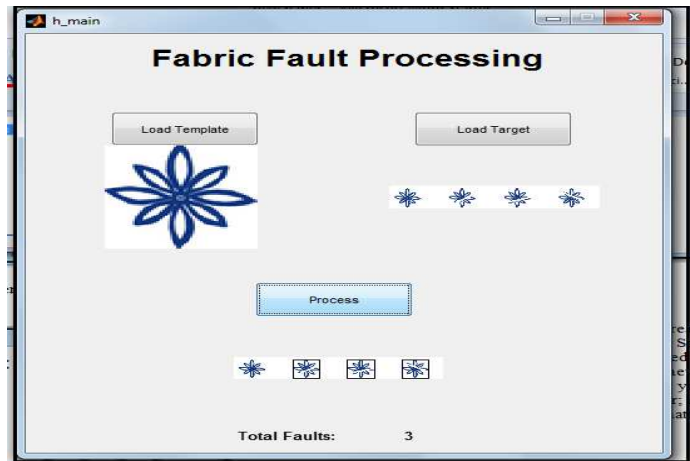 h_main
Fabric Fault Processing
Load Template
Load Target
Process
Total Faults: 3